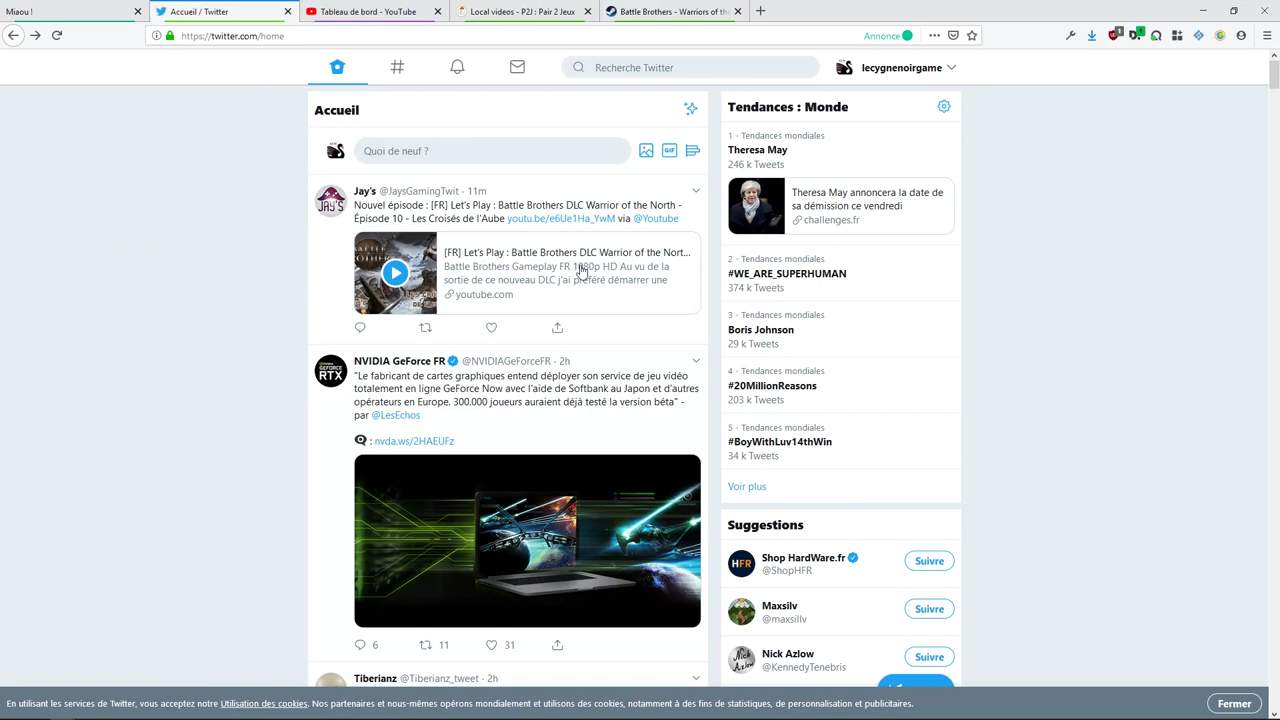 Miaou !
Accueil / Twitter
Tableau de bord - YouTube
Local videos - P2J : Pair 2 Jeux
Battle Brothers - Warriors of the
https://twitter.com/home
Annonce
Recherche Twitter
lecygnenoirgame
Accueil
Quoi de neuf ?
GIF
Jay's @JaysGamingTwit · 11m
Nouvel épisode : [FR] Let's Play : Battle Brothers DLC Warrior of the North -
Épisode 10 - Les Croisés de l'Aube youtu.be/e6Ue1Ha_YwM via @Youtube
[FR] Let's Play : Battle Brothers DLC Warrior of the Nort...
Battle Brothers Gameplay FR 1080p HD Au vu de la
sortie de ce nouveau DLC j'ai préféré démarrer une
youtube.com
NVIDIA GeForce FR @NVIDIAGeForceFR · 2h
"Le fabricant de cartes graphiques entend déployer son service de jeu vidéo
totalement en ligne GeForce Now avec l'aide de Softbank au Japon et d'autres
opérateurs en Europe. 300.000 joueurs auraient déjà testé la version béta" -
par @LesEchos
: nvda.ws/2HAEUFz
6 11 31
Tiberianz @Tiberianz_tweet · 2h
Tendances : Monde
1 · Tendances mondiales
Theresa May
246 k Tweets
Theresa May annoncera la date de
sa démission ce vendredi
challenges.fr
2 · Tendances mondiales
#WE_ARE_SUPERHUMAN
374 k Tweets
3 · Tendances mondiales
Boris Johnson
29 k Tweets
4 · Tendances mondiales
#20MillionReasons
203 k Tweets
5 · Tendances mondiales
#BoyWithLuv14thWin
34 k Tweets
Voir plus
Suggestions
HFR
Shop HardWare.fr
@ShopHFR
Suivre
Maxsilv
@maxsillv
Suivre
Nick Azlow
@KennedyTenebris
Suivre
En utilisant les services de Twitter, vous acceptez notre Utilisation des cookies. Nos partenaires et nous-mêmes opérons mondialement et utilisons des cookies, notamment à des fins de statistiques, de personnalisation et publicitaires.
Fermer